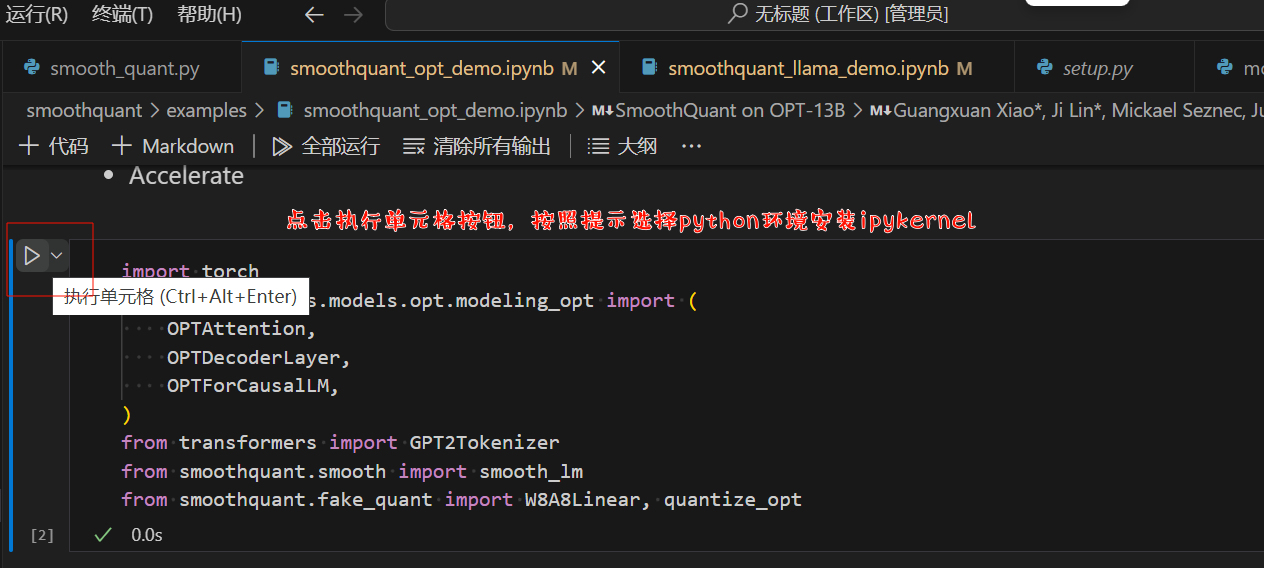 运行(R) 终端(T) 帮助(H) 无标题 (工作区) [管理员]
smooth_quant.py smoothquant_opt_demo.ipynb M smoothquant_llama_demo.ipynb M setup.py
smoothquant > examples > smoothquant_opt_demo.ipynb > M↓SmoothQuant on OPT-13B > M↓Guangxuan Xiao*, Ji Lin*, Mickael Seznec,
+ 代码 + Markdown | 全部运行 清除所有输出 | 大纲 ...
• Accelerate
点击执行单元格按钮，按照提示选择python环境安装ipykernel
import torch
执行单元格 (Ctrl+Alt+Enter)
s.models.opt.modeling_opt import (
OPTAttention,
OPTDecoderLayer,
OPTForCausalLM,
)
from transformers import GPT2Tokenizer
from smoothquant.smooth import smooth_lm
from smoothquant.fake_quant import W8A8Linear, quantize_opt
[2] 0.0s